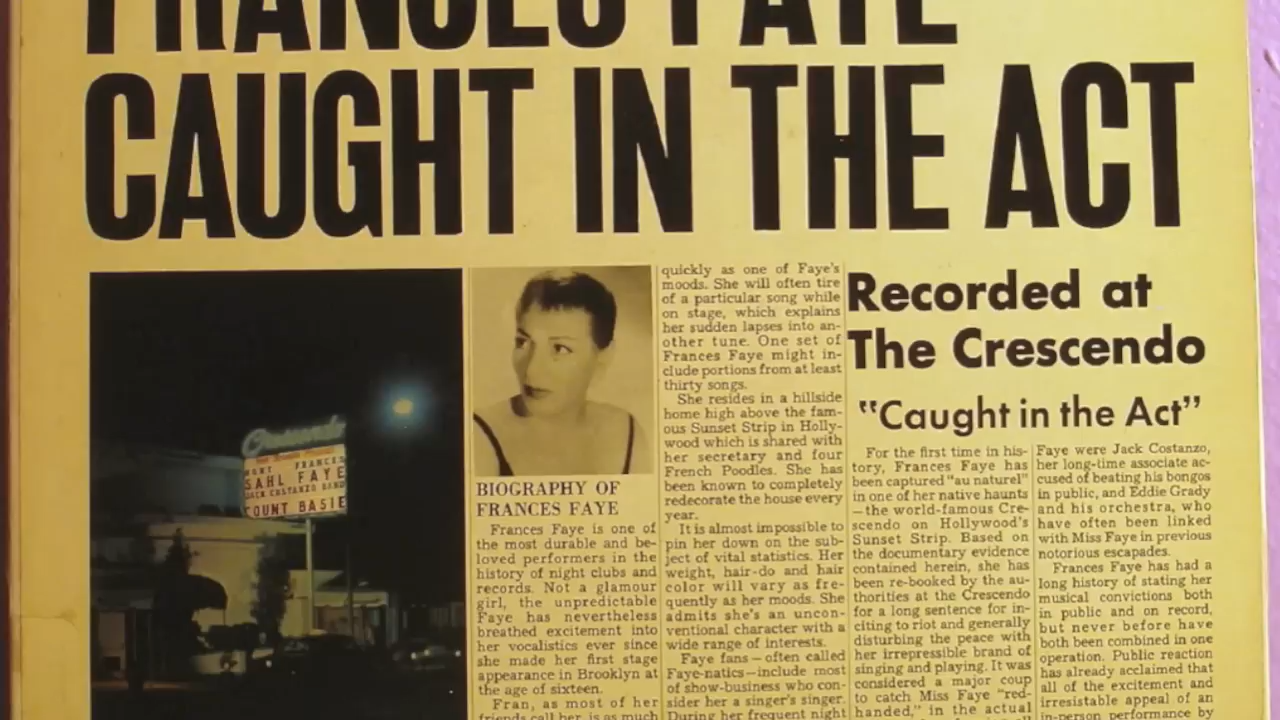 FRANCES FAYE
CAUGHT IN THE ACT
Crescendo
MORT FRANCES
SAHL FAYE
JACK COSTANZO BAND
COUNT BASIE
BIOGRAPHY OF
FRANCES FAYE
Frances Faye is one of
the most durable and be-
loved performers in the
history of night clubs and
records. Not a glamour
girl, the unpredictable
Faye has nevertheless
breathed excitement into
her vocalistics ever since
she made her first stage
appearance in Brooklyn at
the age of sixteen.
Fran, as most of her
friends call her, is as much
quickly as one of Faye's
moods. She will often tire
of a particular song while
on stage, which explains
her sudden lapses into an-
other tune. One set of
Frances Faye might in-
clude portions from at least
thirty songs.
She resides in a hillside
home high above the fam-
ous Sunset Strip in Holly-
wood which is shared with
her secretary and four
French Poodles. She has
been known to completely
redecorate the house every
year.
It is almost impossible to
pin her down on the sub-
ject of vital statistics. Her
weight, hair-do and hair
color will vary as fre-
quently as her moods. She
admits she's an uncon-
ventional character with a
wide range of interests.
Faye fans — often called
Faye-natics — include most
of show-business who con-
sider her a singer's singer.
During her frequent night
Recorded at
The Crescendo
"Caught in the Act"
For the first time in his-
tory, Frances Faye has
been captured "au naturel"
in one of her native haunts
— the world-famous Cre-
scendo on Hollywood's
Sunset Strip. Based on
the documentary evidence
contained herein, she has
been re-booked by the au-
thorities at the Crescendo
for a long sentence for in-
citing to riot and generally
disturbing the peace with
her irrepressible brand of
singing and playing. It was
considered a major coup
to catch Miss Faye "red-
handed," in the actual
Faye were Jack Costanzo,
her long-time associate ac-
cused of beating his bongos
in public, and Eddie Grady
and his orchestra, who
have often been linked
with Miss Faye in previous
notorious escapades.
Frances Faye has had a
long history of stating her
musical convictions both
in public and on record,
but never before have
both been combined in one
operation. Public reaction
has already acclaimed that
all of the excitement and
irresistable appeal of an
in-person performance by